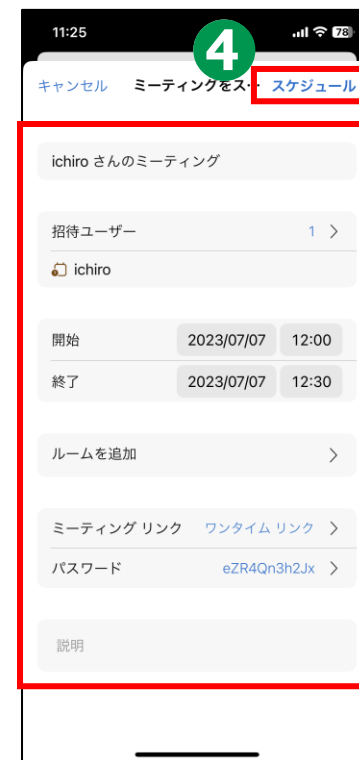 11:25
78
4
キャンセル ミーティングをス… スケジュール
ichiro さんのミーティング
招待ユーザー 1 >
ichiro
開始 2023/07/07 12:00
終了 2023/07/07 12:30
ルームを追加 >
ミーティング リンク ワンタイム リンク >
パスワード eZR4Qn3h2Jx >
説明